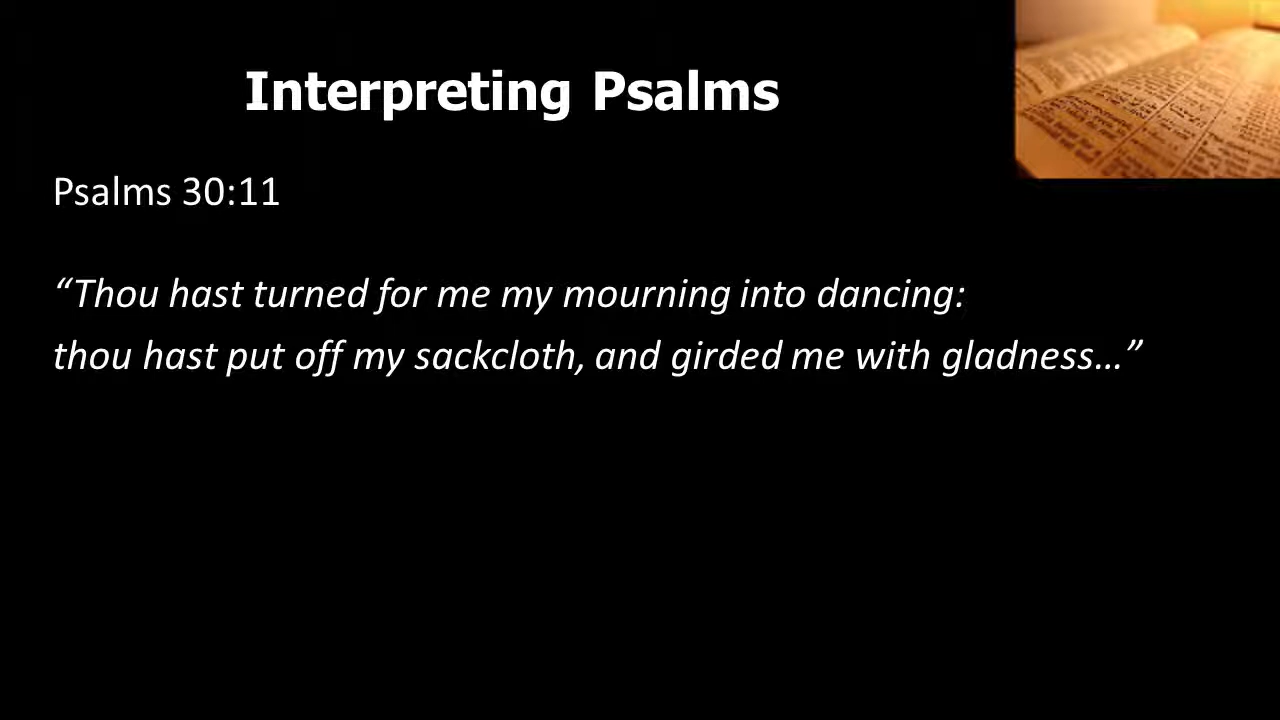 Interpreting Psalms
Psalms 30:11
“Thou hast turned for me my mourning into dancing:
thou hast put off my sackcloth, and girded me with gladness…”